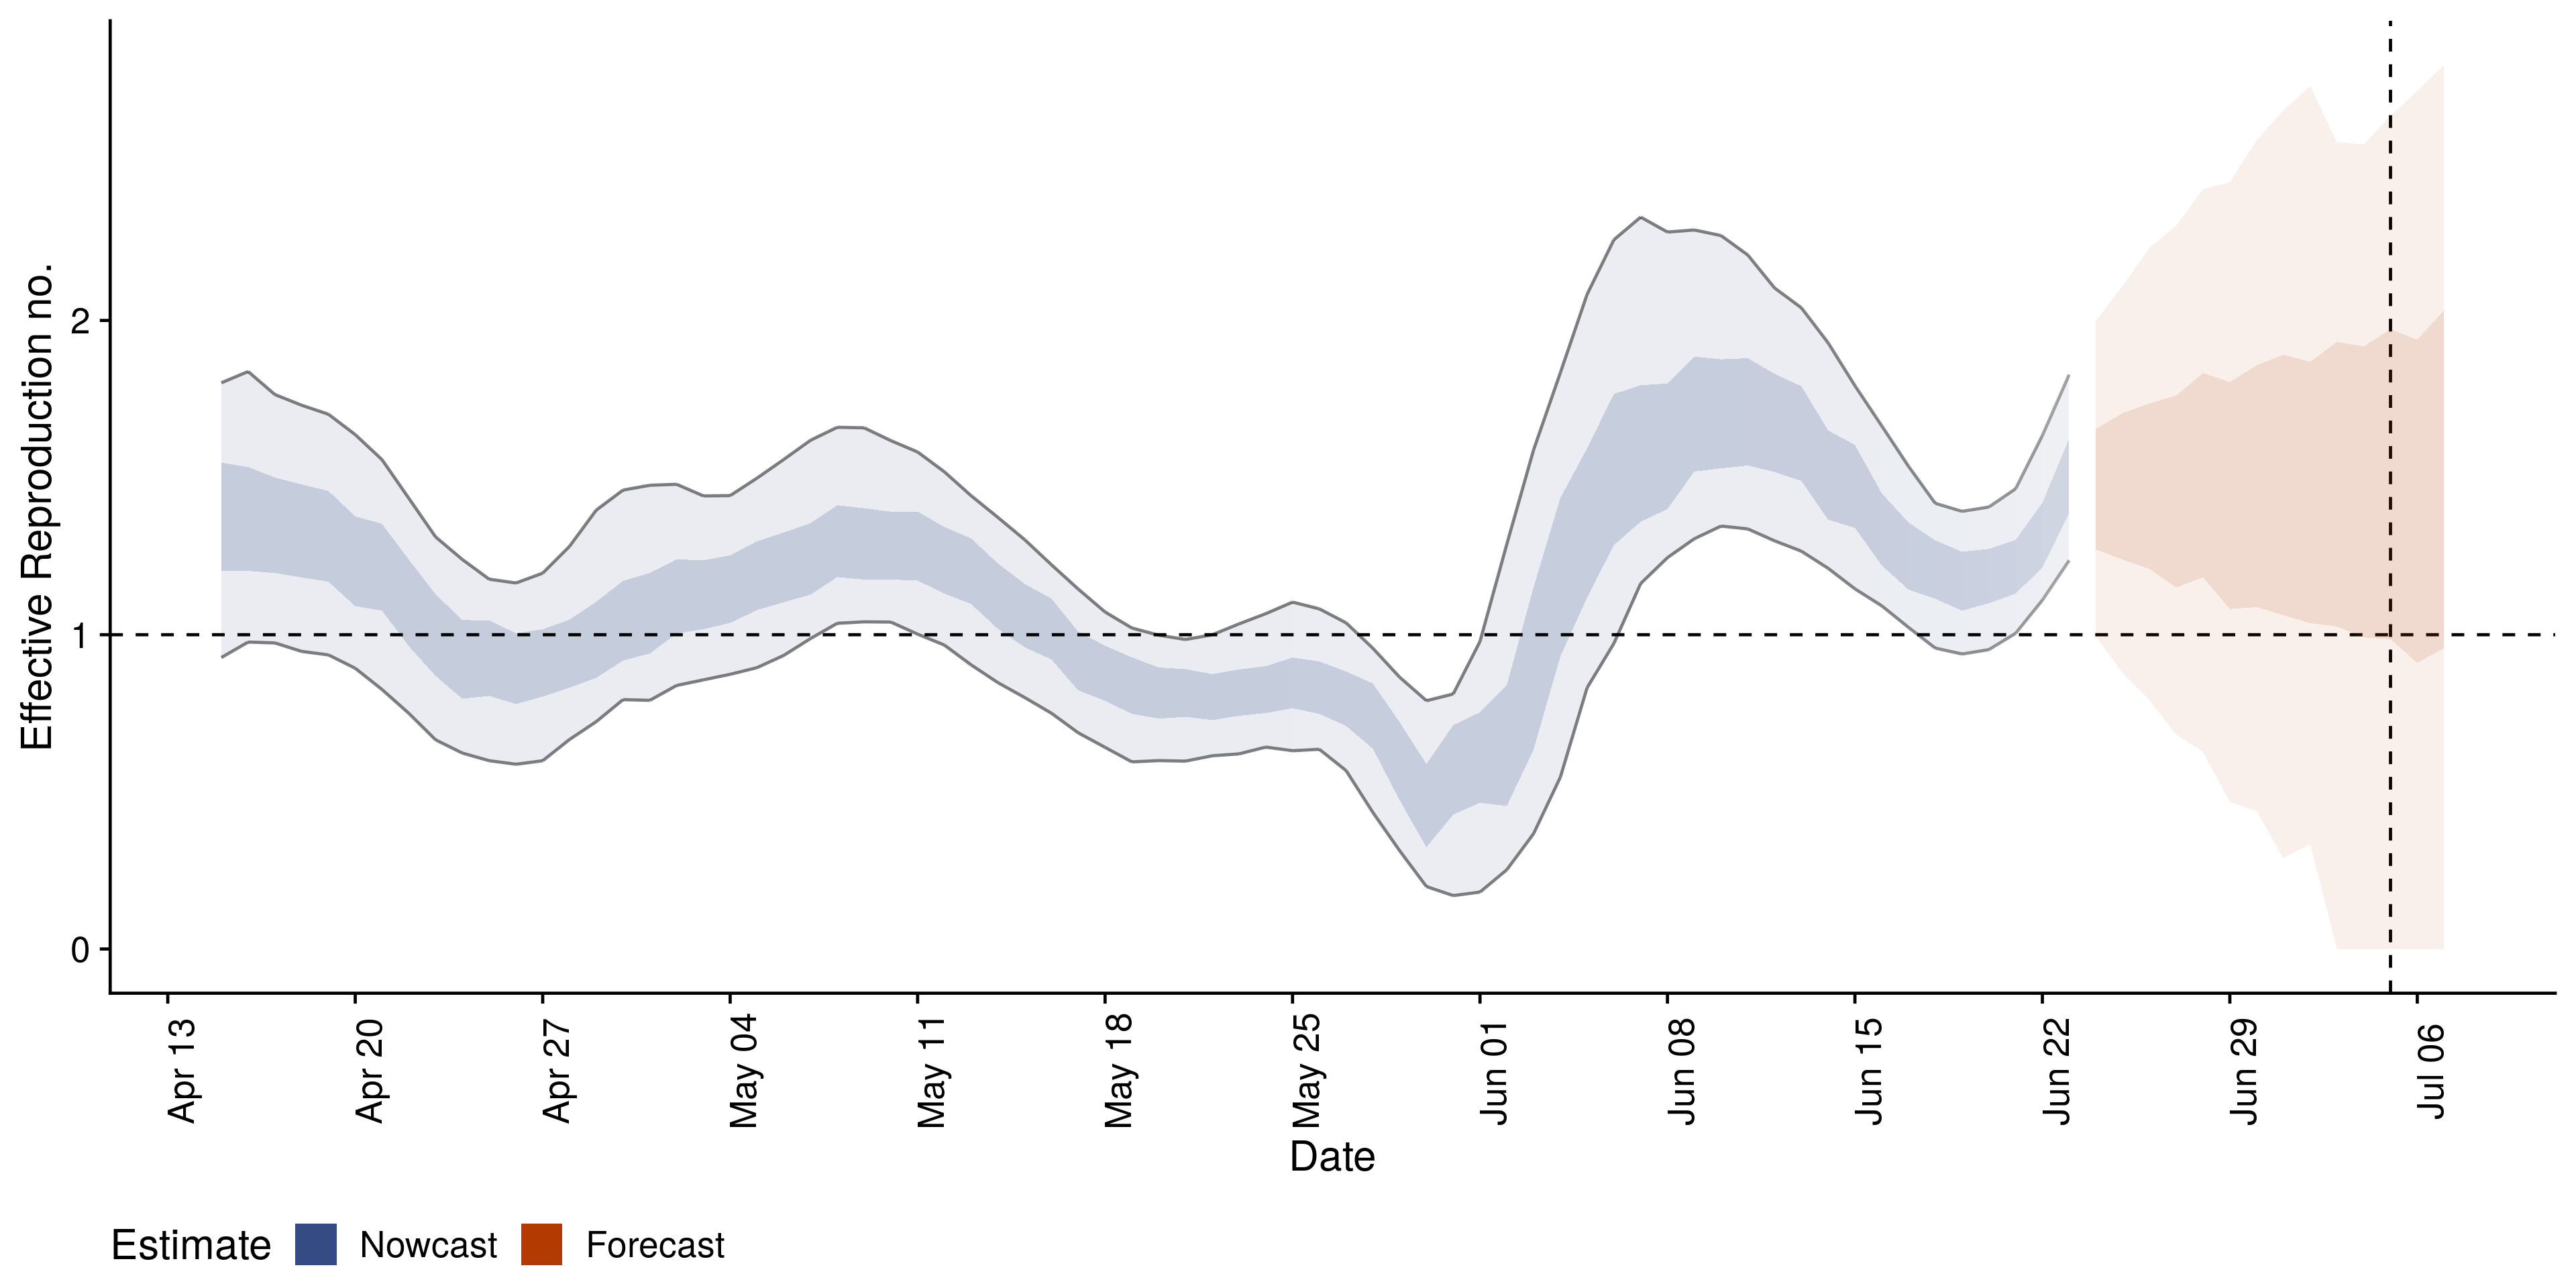 Effective Reproduction no.
2
1
0
Apr 13
Apr 20
Apr 27
May 04
May 11
May 18
May 25
Jun 01
Jun 08
Jun 15
Jun 22
Jun 29
Jul 06
Date
Estimate Nowcast Forecast